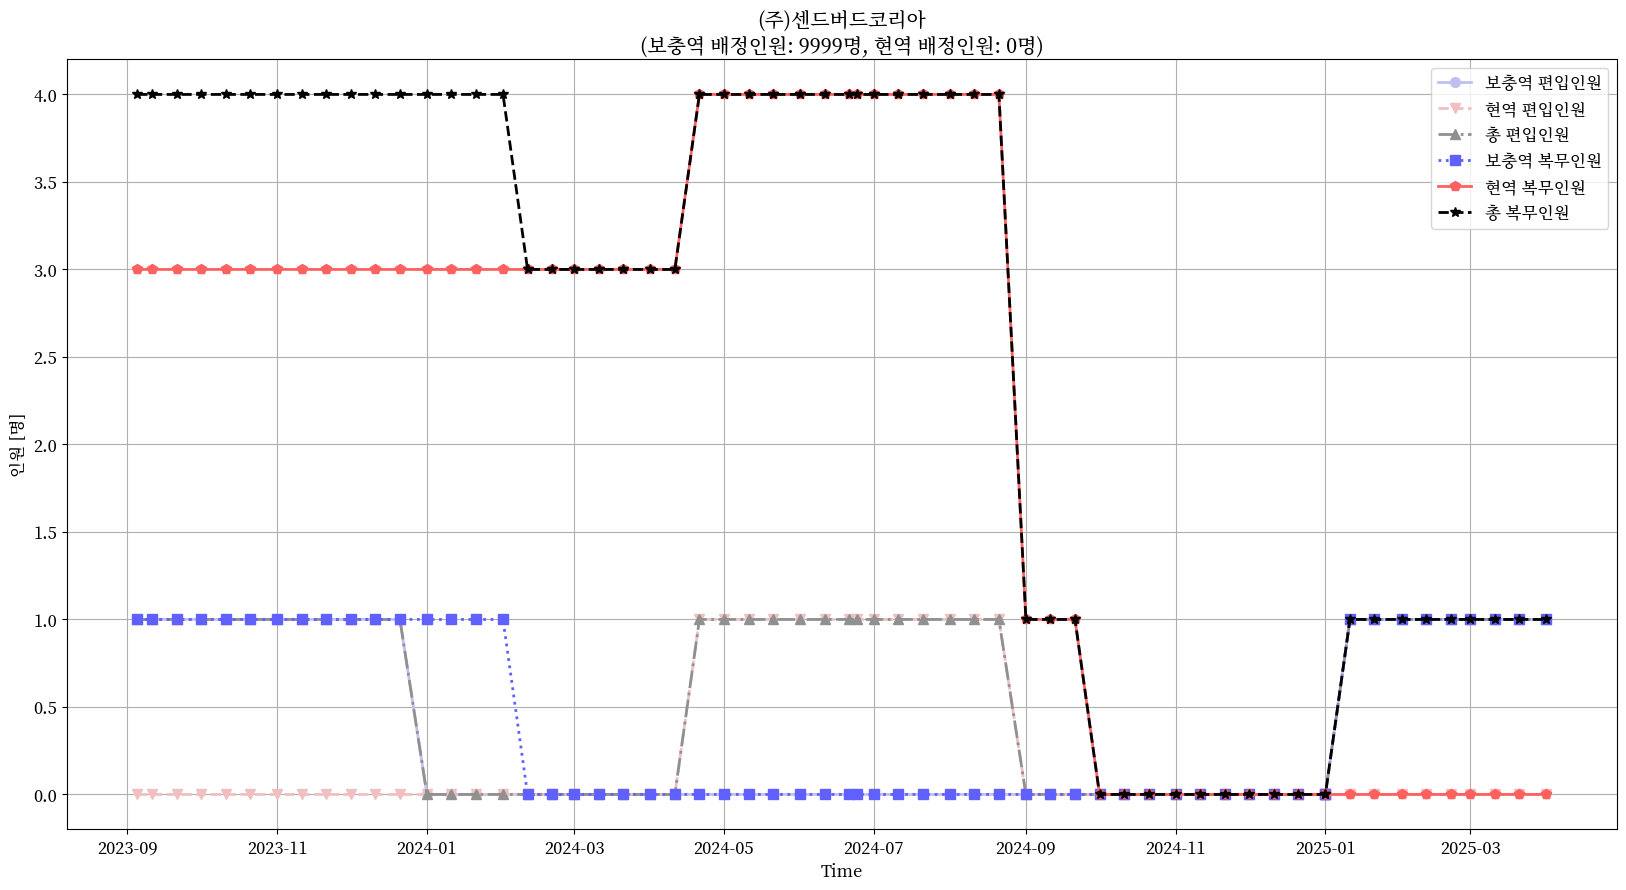 (주)센드버드코리아
(보충역 배정인원: 9999명, 현역 배정인원: 0명)
보충역 편입인원
현역 편입인원
총 편입인원
보충역 복무인원
현역 복무인원
총 복무인원
인원 [명]
4.0
3.5
3.0
2.5
2.0
1.5
1.0
0.5
0.0
2023-09
2023-11
2024-01
2024-03
2024-05
2024-07
2024-09
2024-11
2025-01
2025-03
Time